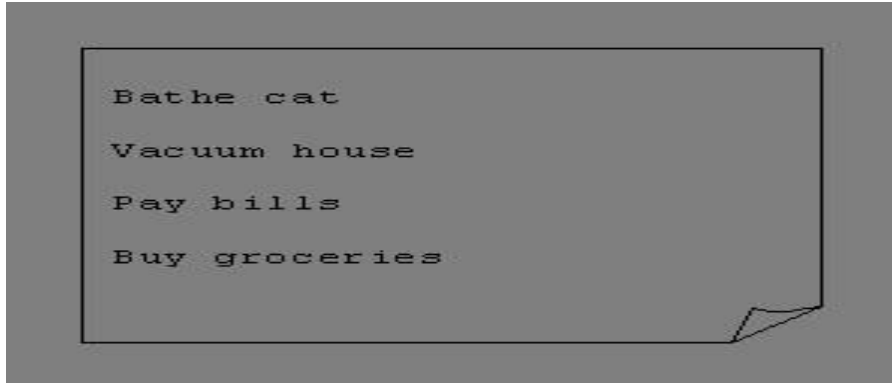 Bathe cat
Vacuum house
Pay bills
Buy groceries